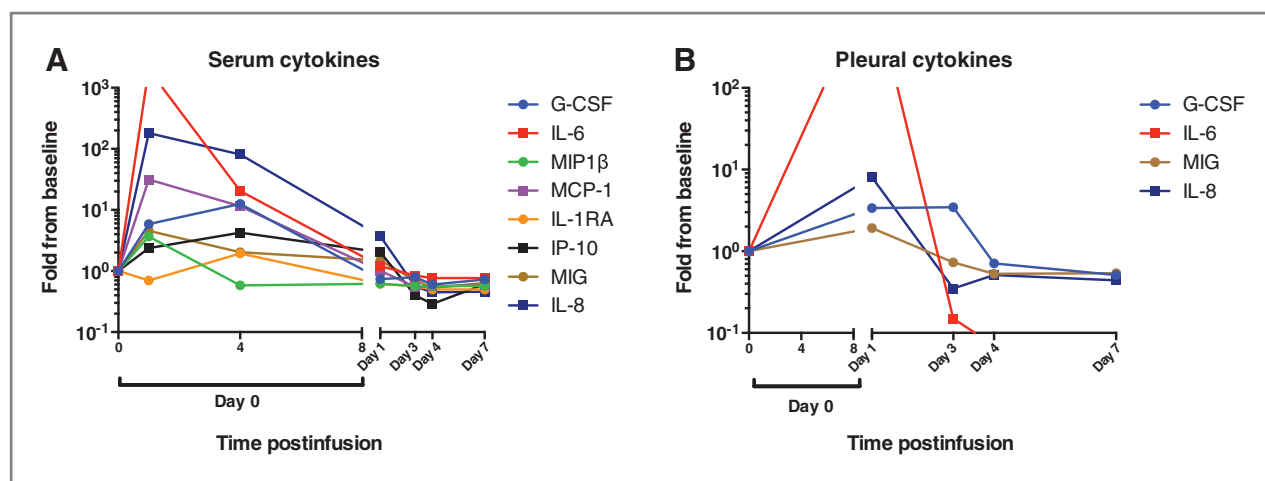 A
Serum cytokines
Fold from baseline
10³
10²
10¹
10⁰
10⁻¹
0
4
8
Day 1
Day 3
Day 4
Day 7
Day 0
Time postinfusion
G-CSF
IL-6
MIP1β
MCP-1
IL-1RA
IP-10
MIG
IL-8
B
Pleural cytokines
Fold from baseline
10²
10¹
10⁰
10⁻¹
0
4
8
Day 1
Day 3
Day 4
Day 7
Day 0
Time postinfusion
G-CSF
IL-6
MIG
IL-8